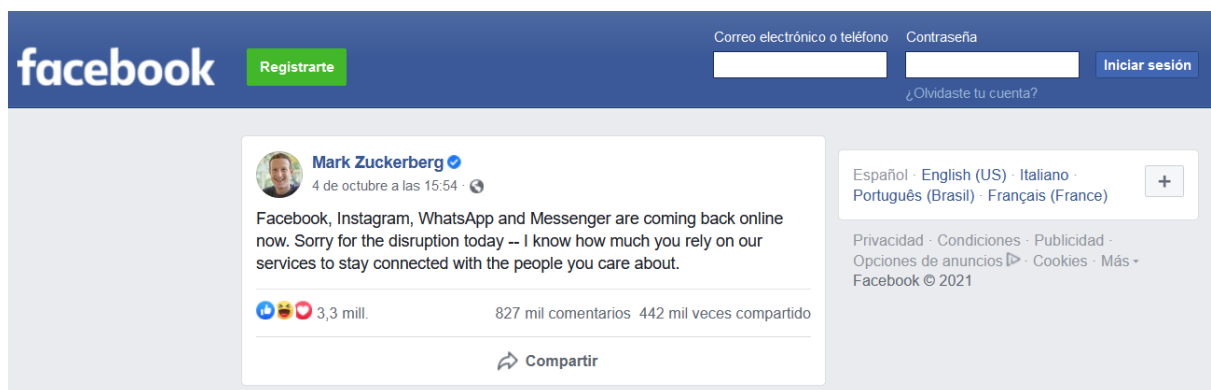 facebook
Registrarte
Correo electrónico o teléfono
Contraseña
Iniciar sesión
¿Olvidaste tu cuenta?
Mark Zuckerberg
4 de octubre a las 15:54 ·
Facebook, Instagram, WhatsApp and Messenger are coming back online
now. Sorry for the disruption today -- I know how much you rely on our
services to stay connected with the people you care about.
3,3 mill.
827 mil comentarios 442 mil veces compartido
Compartir
Español · English (US) · Italiano ·
Português (Brasil) · Français (France)
+
Privacidad · Condiciones · Publicidad ·
Opciones de anuncios · Cookies · Más
Facebook © 2021